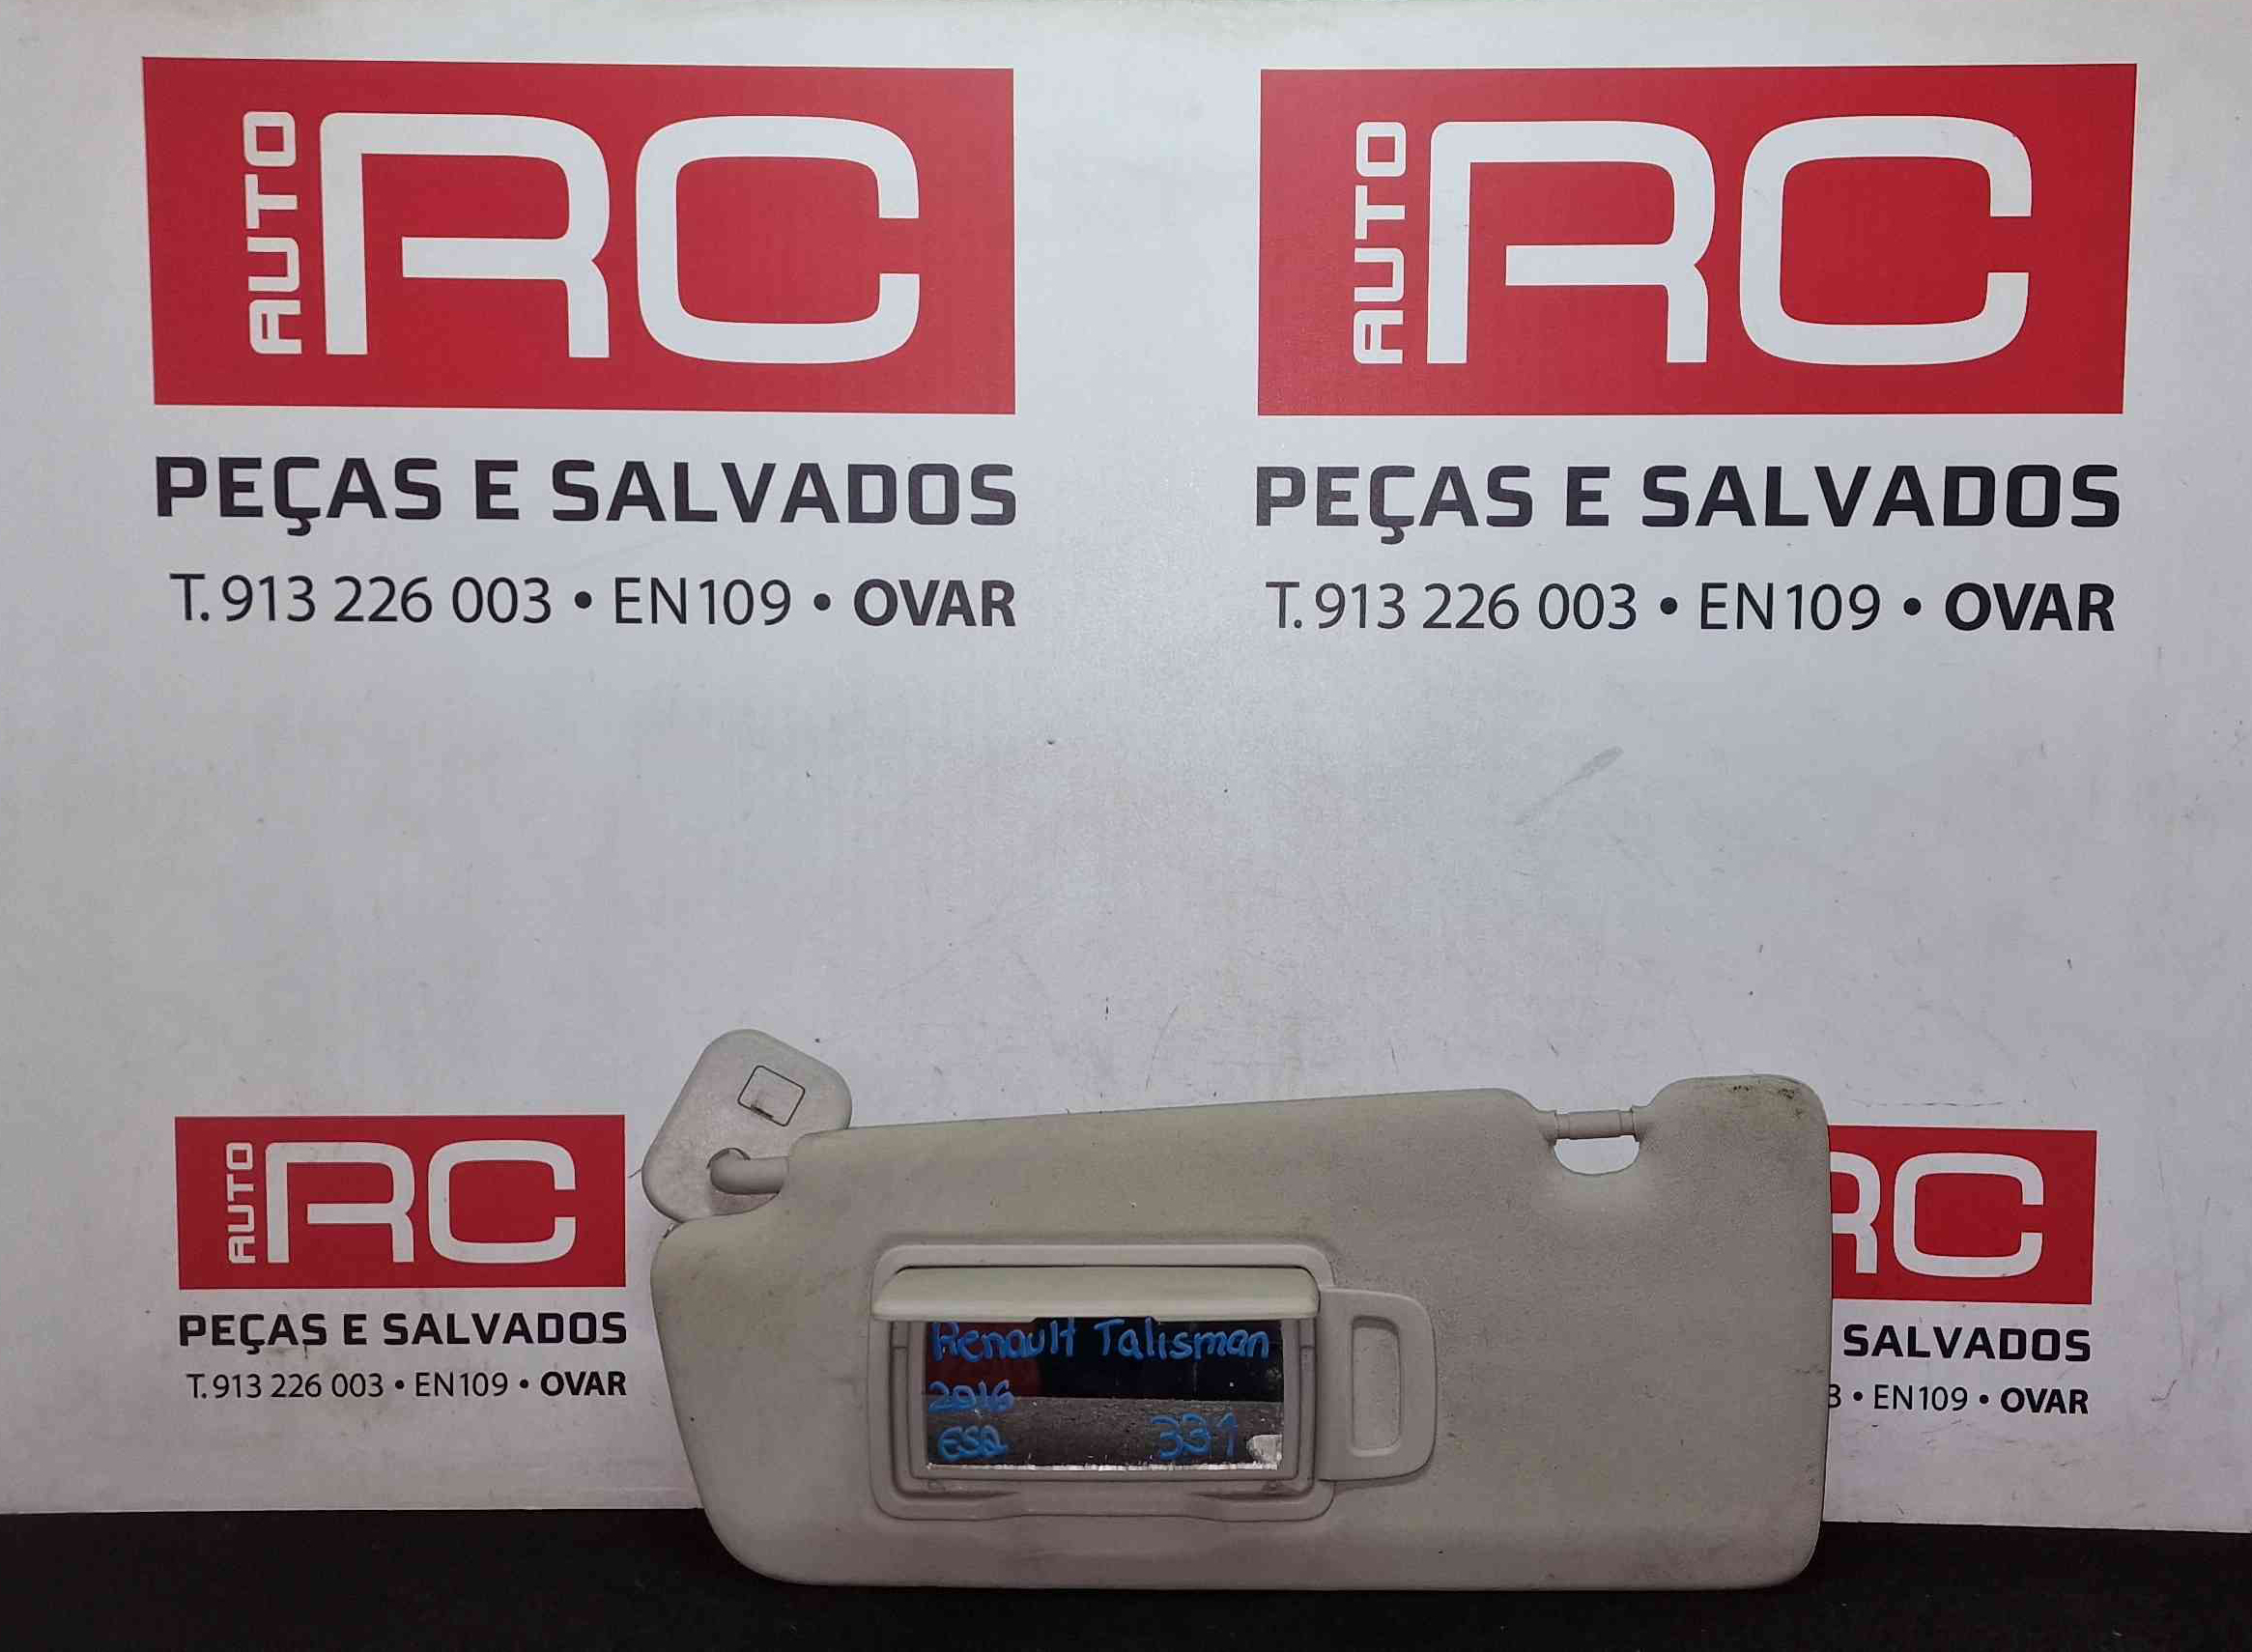 AUTO RC
PEÇAS E SALVADOS
T. 913 226 003 • EN109 • OVAR
AUTO RC
PEÇAS E SALVADOS
T. 913 226 003 • EN109 • OVAR
AUTO RC
PEÇAS E SALVADOS
T. 913 226 003 • EN109 • OVAR
RC
SALVADOS
3 • EN109 • OVAR
Renault Talisman
2016
ESQ 331